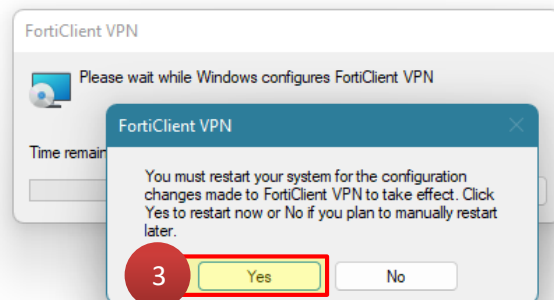 FortiClient VPN
Please wait while Windows configures FortiClient VPN
FortiClient VPN
Time remain
You must restart your system for the configuration
changes made to FortiClient VPN to take effect. Click
Yes to restart now or No if you plan to manually restart
later.
3
Yes
No